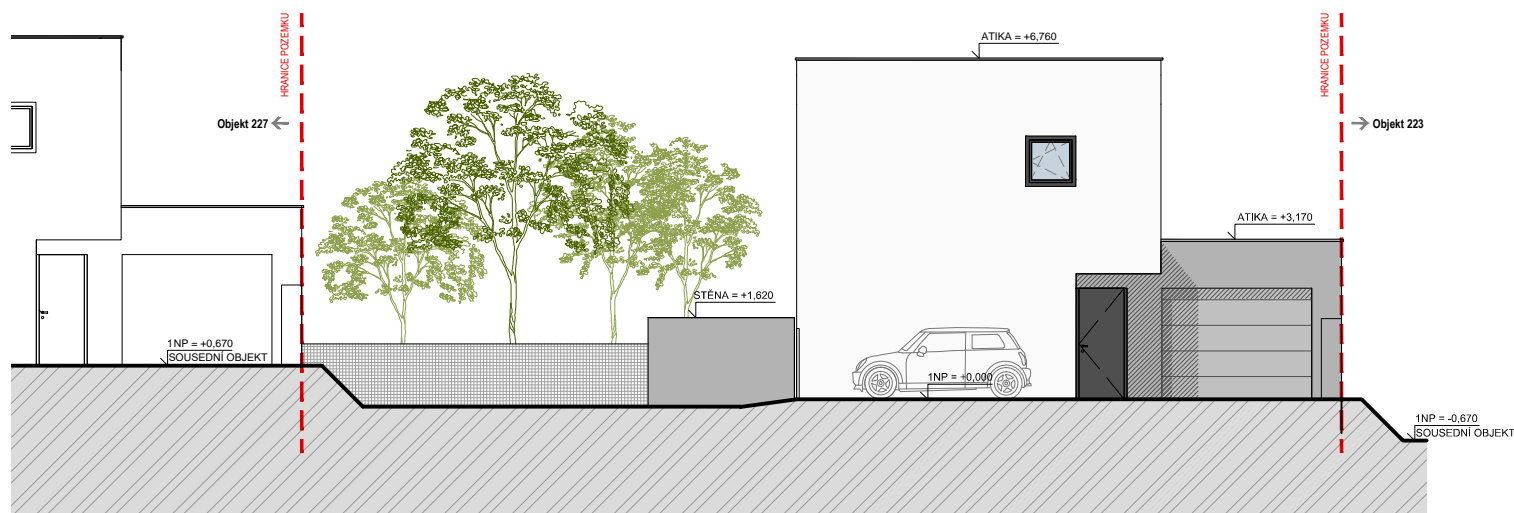 HRANICE POZEMKU
HRANICE POZEMKU
ATIKA = +6,760
Objekt 227
Objekt 223
ATIKA = +3,170
STĚNA = +1,620
1NP = +0,670
SOUSEDNÍ OBJEKT
1NP = +0,000
1NP = -0,670
SOUSEDNÍ OBJEKT